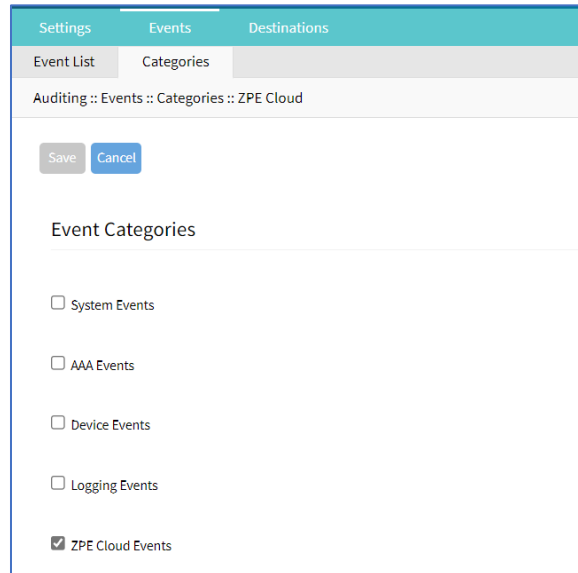 Settings Events Destinations
Event List Categories
Auditing :: Events :: Categories :: ZPE Cloud
Save Cancel
Event Categories
System Events
AAA Events
Device Events
Logging Events
ZPE Cloud Events